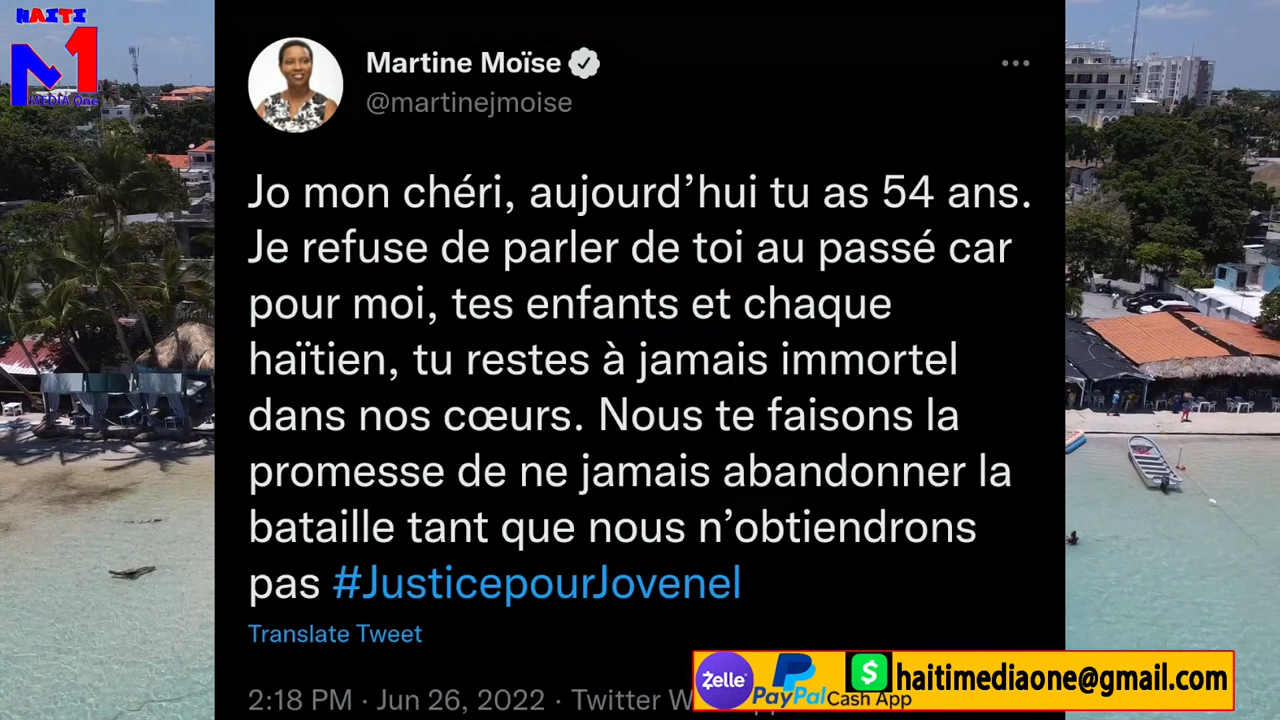 HAITI
M1
MEDIA One
Martine Moïse
@martinejmoise
Jo mon chéri, aujourd’hui tu as 54 ans.
Je refuse de parler de toi au passé car
pour moi, tes enfants et chaque
haïtien, tu restes à jamais immortel
dans nos cœurs. Nous te faisons la
promesse de ne jamais abandonner la
bataille tant que nous n’obtiendrons
pas #JusticepourJovenel
Translate Tweet
2:18 PM · Jun 26, 2022 · Twitter W
Zelle PayPal $ Cash App haitimediaone@gmail.com